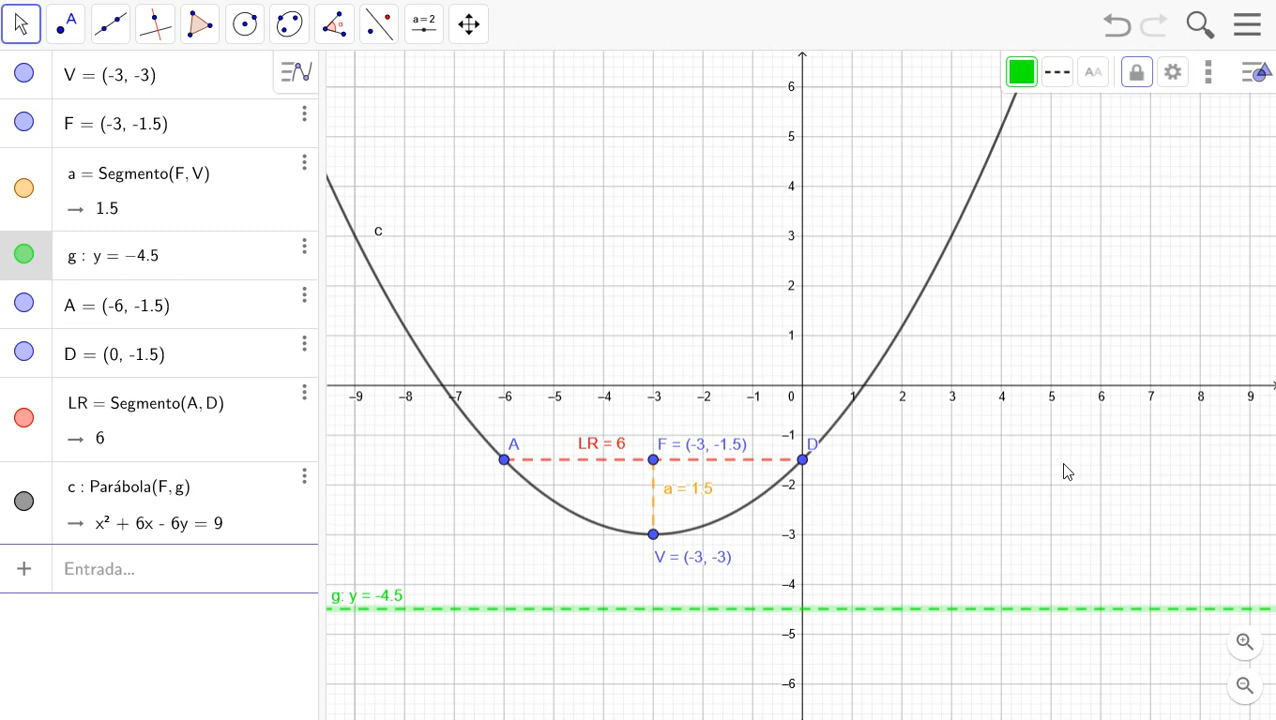 A
α
a=2
V = (-3, -3)
F = (-3, -1.5)
a = Segmento(F, V)
→ 1.5
g : y = −4.5
A = (-6, -1.5)
D = (0, -1.5)
LR = Segmento(A, D)
→ 6
c : Parábola(F, g)
→ x² + 6x - 6y = 9
+ Entrada...
AA
6
5
4
c
3
2
1
−9 −8 −7 −6 −5 −4 −3 −2 −1 0 1 2 3 4 5 6 7 8 9
−1
A LR = 6 F = (-3, -1.5) D
−2
a = 1.5
−3
V = (-3, -3)
−4
g: y = -4.5
−5
−6